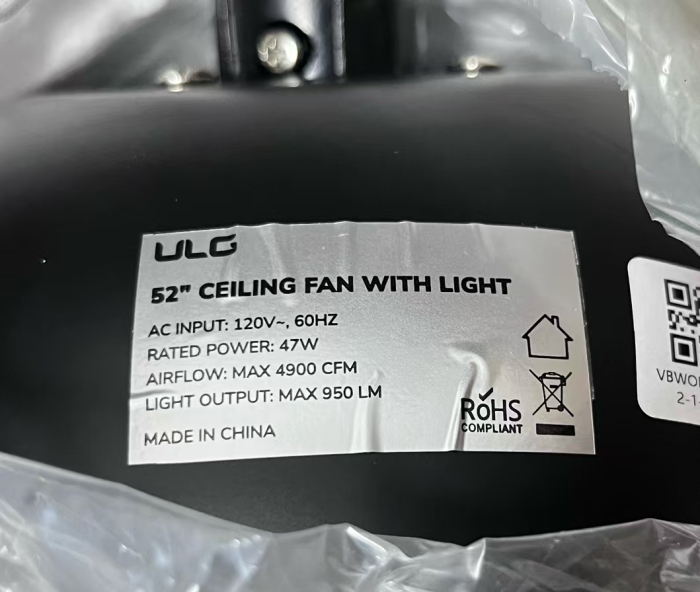 ULG
52" CEILING FAN WITH LIGHT
AC INPUT: 120V~, 60HZ
RATED POWER: 47W
AIRFLOW: MAX 4900 CFM
LIGHT OUTPUT: MAX 950 LM
MADE IN CHINA
RoHS
COMPLIANT
2-1